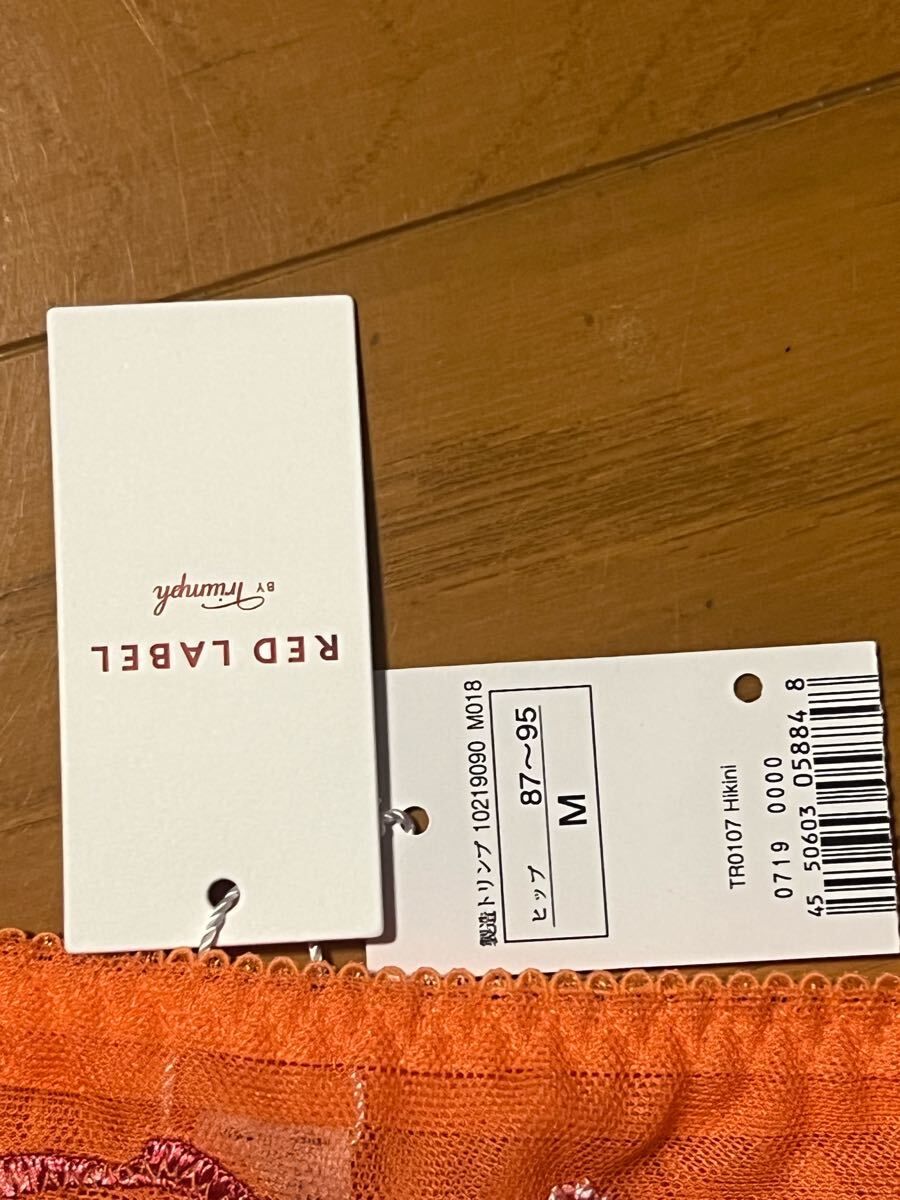 RED LABEL
BY Triumph
製造トリンプ 10219090 M018
ヒップ 87〜95
M
TR0107 Hikini
0719 0000
45 50603 05884 8